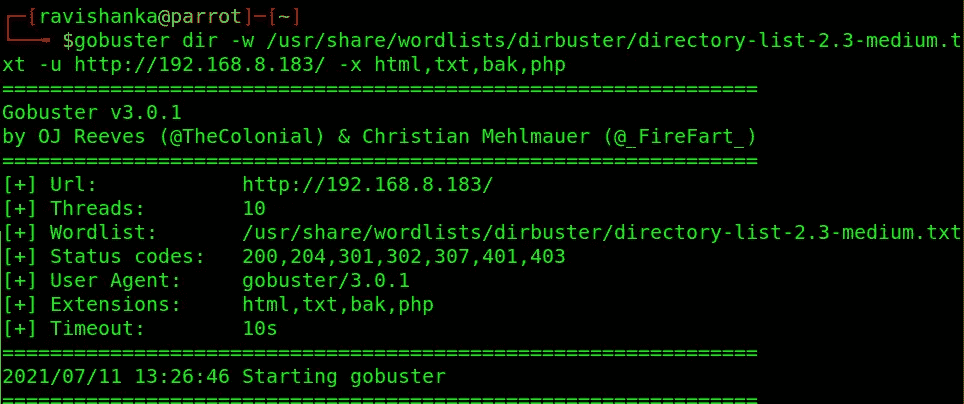 ┌─[ravishanka@parrot]─[~]
└──╼ $gobuster dir -w /usr/share/wordlists/dirbuster/directory-list-2.3-medium.t
xt -u http://192.168.8.183/ -x html,txt,bak,php
===============================================================
Gobuster v3.0.1
by OJ Reeves (@TheColonial) & Christian Mehlmauer (@_FireFart_)
===============================================================
[+] Url:            http://192.168.8.183/
[+] Threads:        10
[+] Wordlist:       /usr/share/wordlists/dirbuster/directory-list-2.3-medium.txt
[+] Status codes:   200,204,301,302,307,401,403
[+] User Agent:     gobuster/3.0.1
[+] Extensions:     html,txt,bak,php
[+] Timeout:        10s
===============================================================
2021/07/11 13:26:46 Starting gobuster
===============================================================